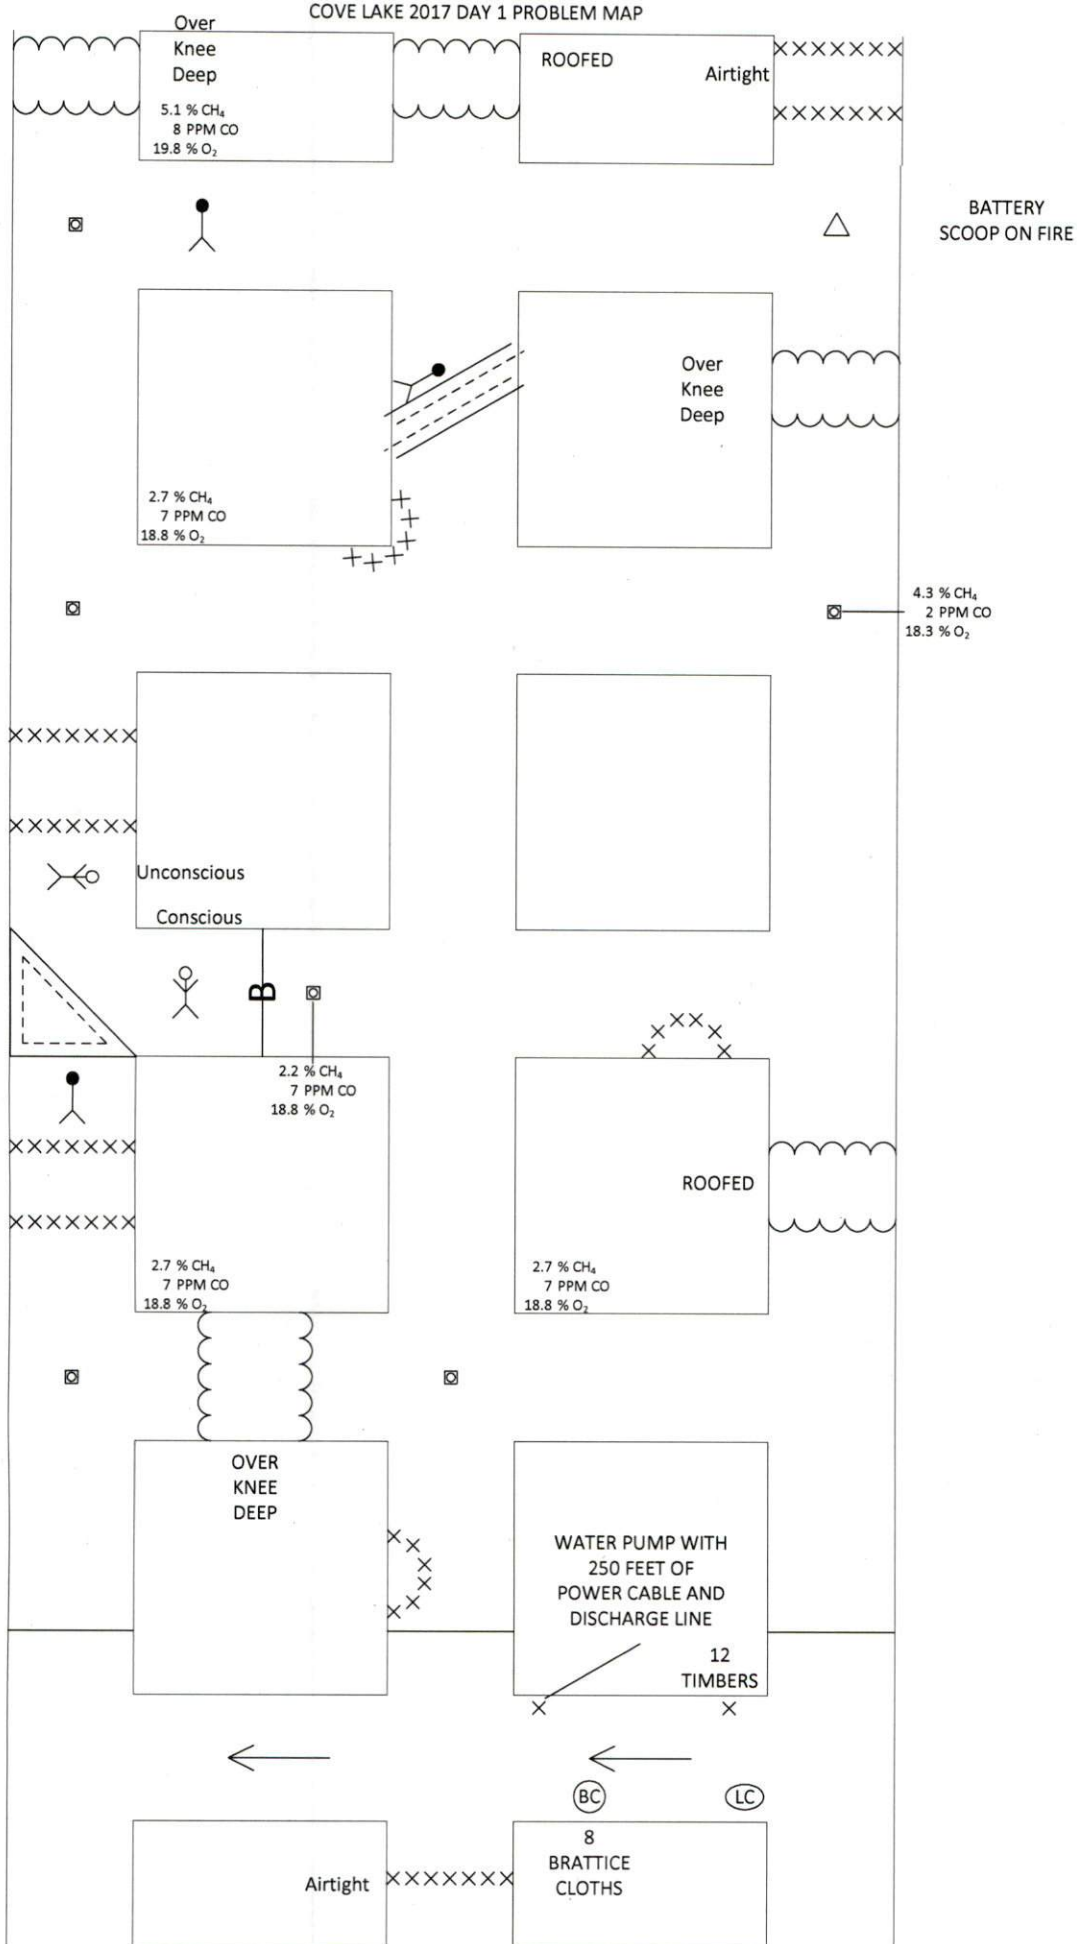 COVE LAKE 2017 DAY 1 PROBLEM MAP
Over
Knee
Deep
5.1 % CH₄
8 PPM CO
19.8 % O₂
ROOFED
Airtight
BATTERY
SCOOP ON FIRE
Over
Knee
Deep
2.7 % CH₄
7 PPM CO
18.8 % O₂
4.3 % CH₄
2 PPM CO
18.3 % O₂
Unconscious
Conscious
B
2.2 % CH₄
7 PPM CO
18.8 % O₂
ROOFED
2.7 % CH₄
7 PPM CO
18.8 % O₂
2.7 % CH₄
7 PPM CO
18.8 % O₂
OVER
KNEE
DEEP
WATER PUMP WITH
250 FEET OF
POWER CABLE AND
DISCHARGE LINE
12
TIMBERS
BC
LC
8
BRATTICE
CLOTHS
Airtight